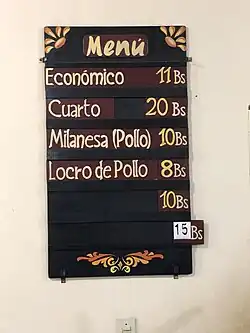 Menú
Económico 11 Bs
Cuarto 20 Bs
Milanesa (Pollo) 10 Bs
Locro de Pollo 8 Bs
10 Bs
15 Bs